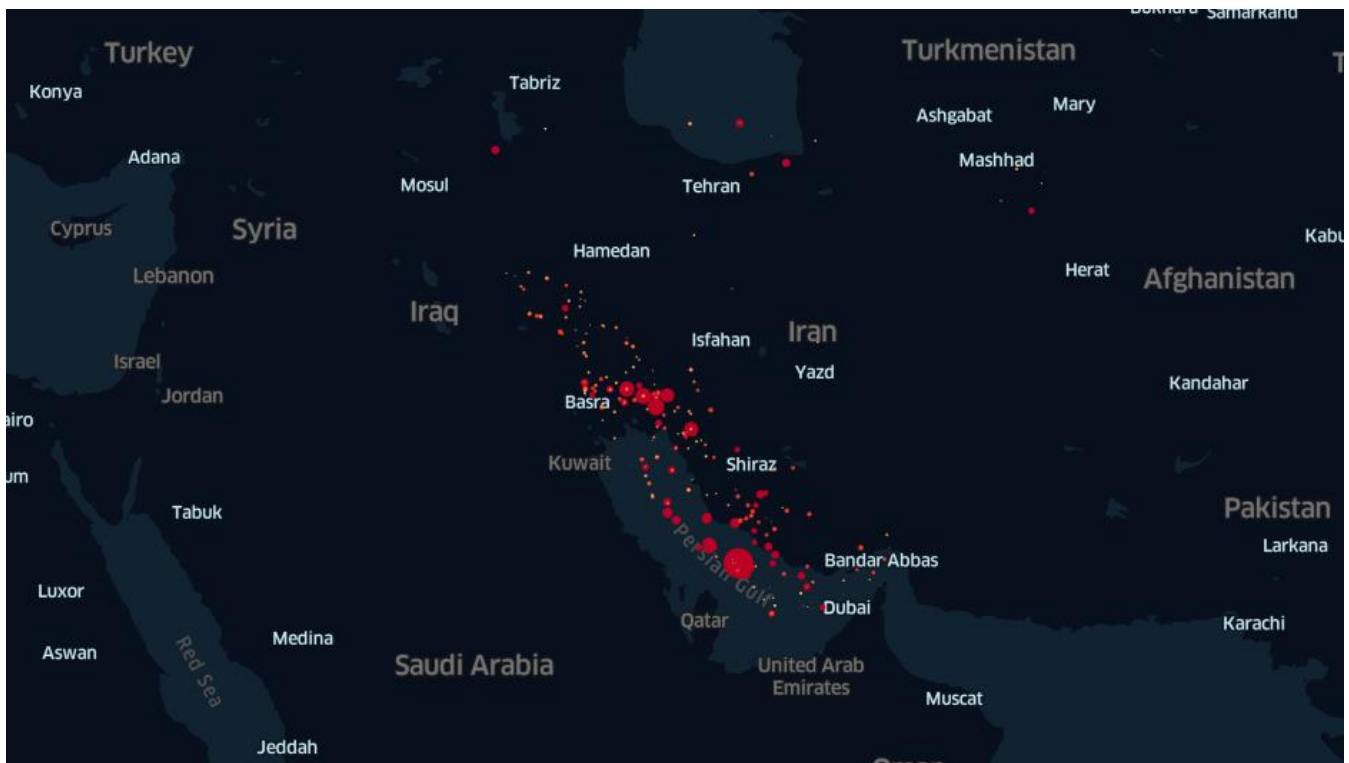 Samarkand
Turkey
Turkmenistan
Konya
Tabriz
Ashgabat
Mary
Adana
Mosul
Tehran
Mashhad
Cyprus
Syria
Hamedan
Kabu
Lebanon
Herat
Afghanistan
Iraq
Isfahan
Iran
Israel
Yazd
Jordan
Basra
Kandahar
airo
Kuwait
Shiraz
um
Tabuk
Pakistan
Persian Gulf
Larkana
Bandar Abbas
Luxor
Dubai
Qatar
Karachi
Medina
Aswan
Red Sea
Saudi Arabia
United Arab
Emirates
Muscat
Jeddah